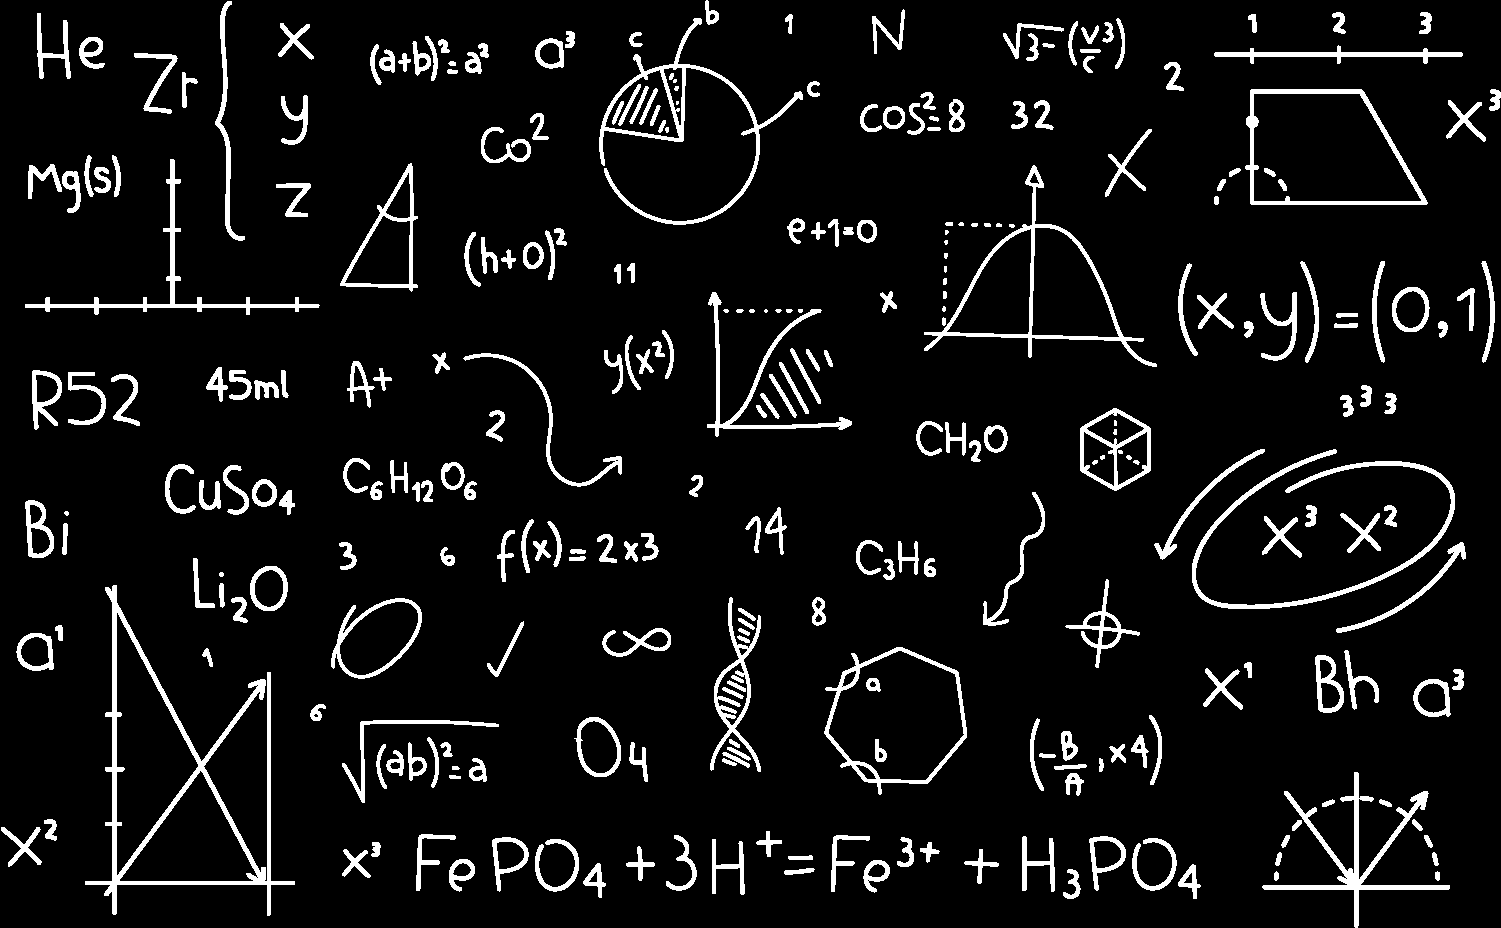 He
Zr
x
y
z
(a+b)²=a²
a³
c
b
c
1
N
√3-(v³/c)
1 2 3
2
x³
Co²
cos²=8
32
x
Mg(s)
(h+0)²
11
e+1=0
x
(x,y)=(0,1)
R52
45ml
A+
x
2
y(x²)
CH₂O
3 3 3
CuSo₄
C₆H₁₂O₆
2
Bi
3
6
f(x)=2x3
14
C₃H₆
x³ x²
Li₂O
a¹
1
∞
8
a
b
x¹
Bh
a³
6
√(ab)²=a
O₄
(-B/A,x4)
x²
x³
FePO₄+3H⁺=Fe³⁺+H₃PO₄